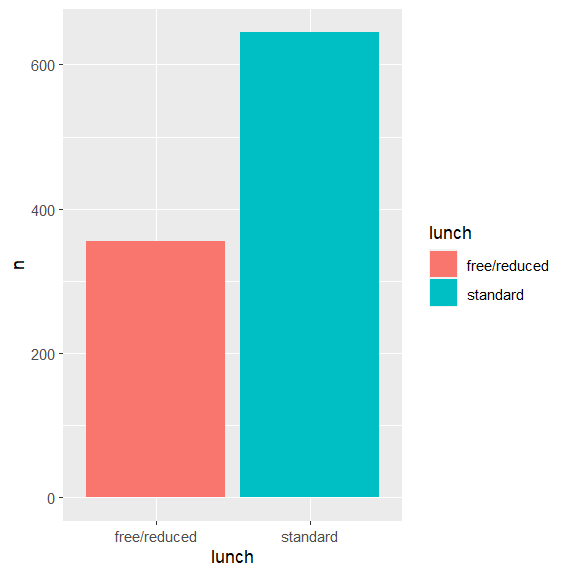 600
400
200
0
n
free/reduced
standard
lunch
lunch
free/reduced
standard